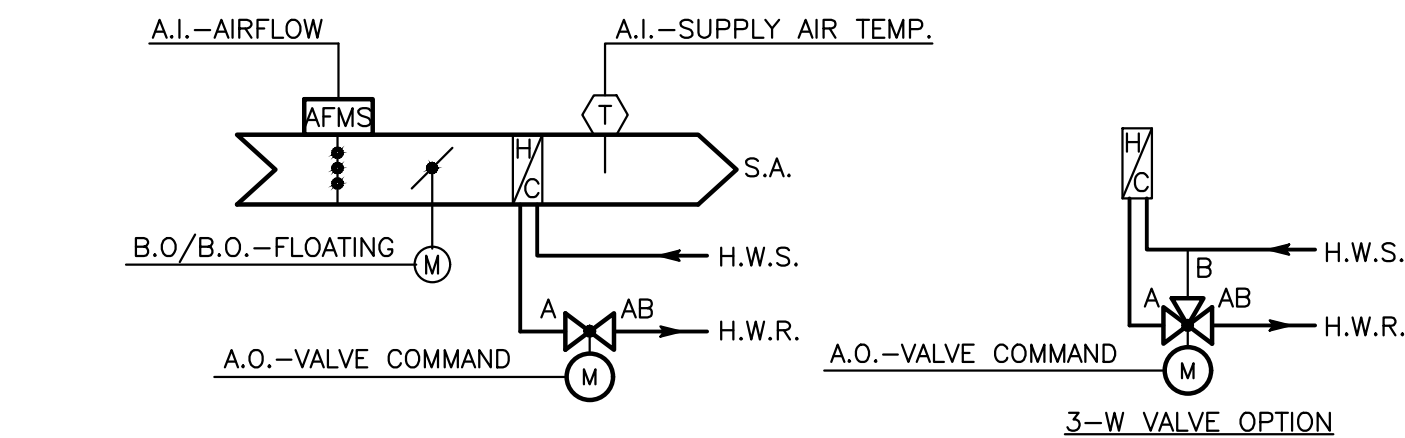 A.I.-AIRFLOW
A.I.-SUPPLY AIR TEMP.
AFMS
T
H/C
S.A.
B.O/B.O.-FLOATING
M
H.W.S.
A
AB
H.W.R.
A.O.-VALVE COMMAND
M
H/C
H.W.S.
B
A
AB
H.W.R.
A.O.-VALVE COMMAND
M
3-W VALVE OPTION